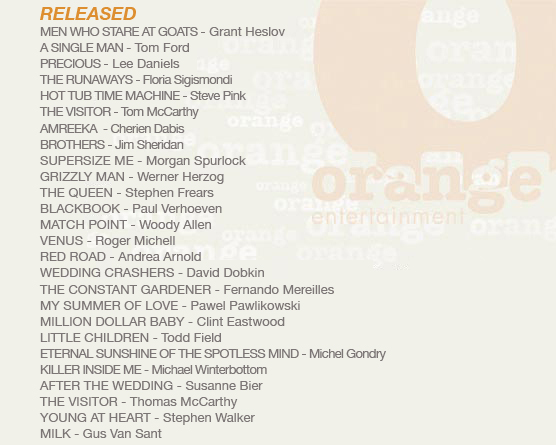 RELEASED
MEN WHO STARE AT GOATS - Grant Heslov
A SINGLE MAN - Tom Ford
PRECIOUS - Lee Daniels
THE RUNAWAYS - Floria Sigismondi
HOT TUB TIME MACHINE - Steve Pink
THE VISITOR - Tom McCarthy
AMREEKA - Cherien Dabis
BROTHERS - Jim Sheridan
SUPERSIZE ME - Morgan Spurlock
GRIZZLY MAN - Werner Herzog
THE QUEEN - Stephen Frears
BLACKBOOK - Paul Verhoeven
MATCH POINT - Woody Allen
VENUS - Roger Michell
RED ROAD - Andrea Arnold
WEDDING CRASHERS - David Dobkin
THE CONSTANT GARDENER - Fernando Mereilles
MY SUMMER OF LOVE - Pawel Pawlikowski
MILLION DOLLAR BABY - Clint Eastwood
LITTLE CHILDREN - Todd Field
ETERNAL SUNSHINE OF THE SPOTLESS MIND - Michel Gondry
KILLER INSIDE ME - Michael Winterbottom
AFTER THE WEDDING - Susanne Bier
THE VISITOR - Thomas McCarthy
YOUNG AT HEART - Stephen Walker
MILK - Gus Van Sant
orange
entertainment